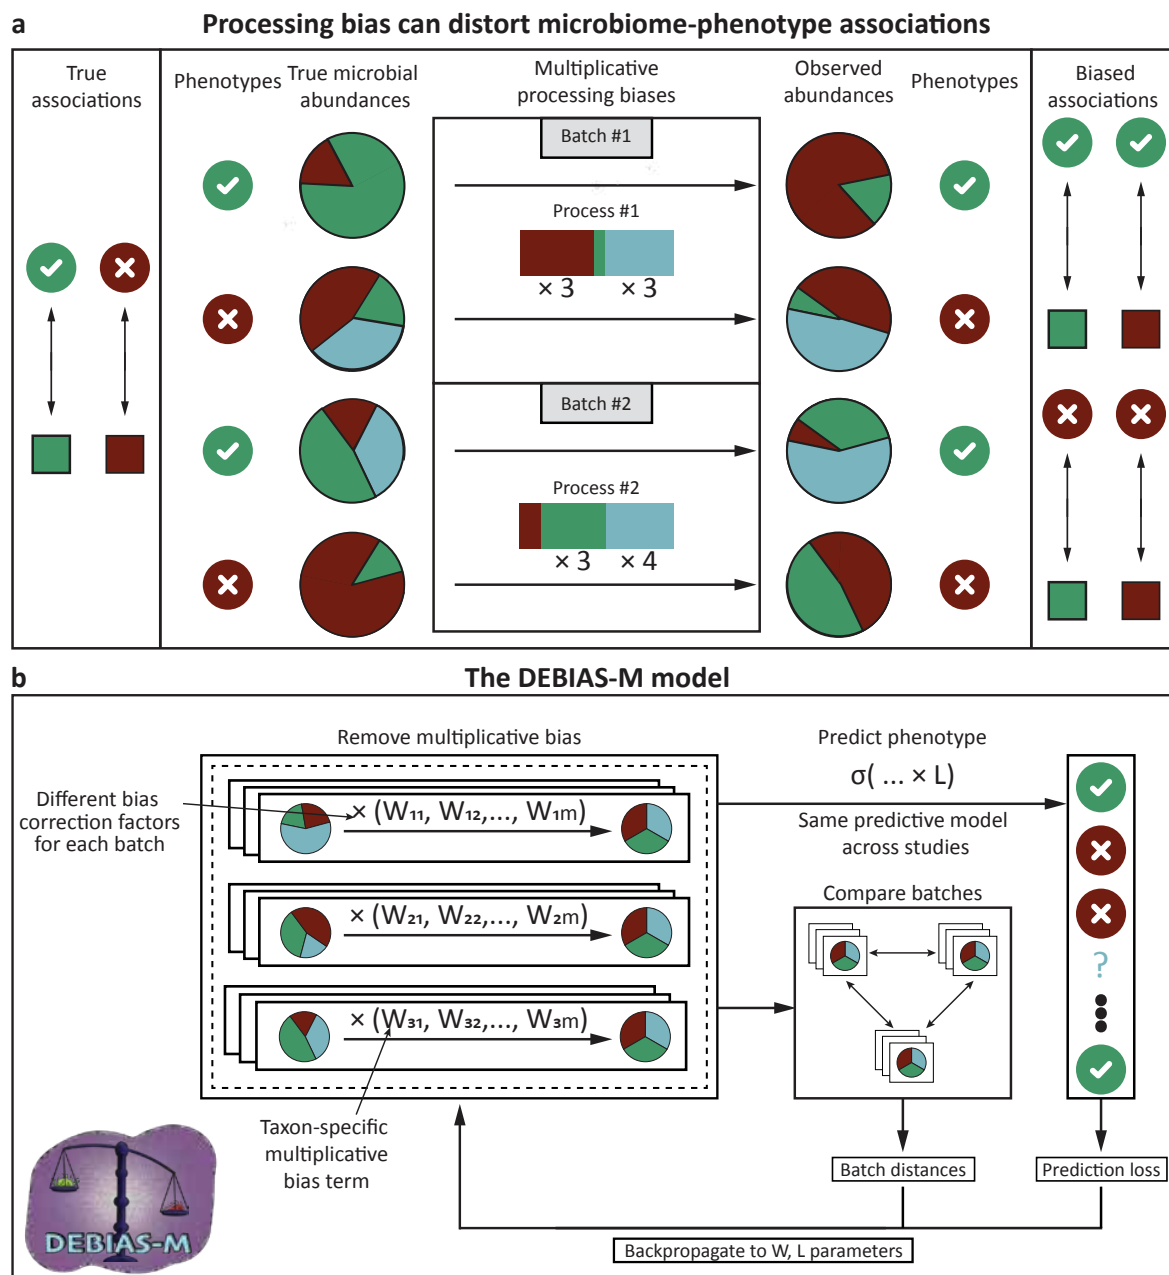 a
Processing bias can distort microbiome-phenotype associations
True
associations
Phenotypes
True microbial
abundances
Multiplicative
processing biases
Observed
abundances
Phenotypes
Biased
associations
Batch #1
Process #1
× 3
× 3
Batch #2
Process #2
× 3
× 4
b
The DEBIAS-M model
Remove multiplicative bias
Different bias
correction factors
for each batch
× (W11, W12,..., W1m)
× (W21, W22,..., W2m)
× (W31, W32,..., W3m)
Taxon-specific
multiplicative
bias term
Predict phenotype
σ( ... × L)
Same predictive model
across studies
Compare batches
?
Batch distances
Prediction loss
Backpropagate to W, L parameters
DEBIAS-M